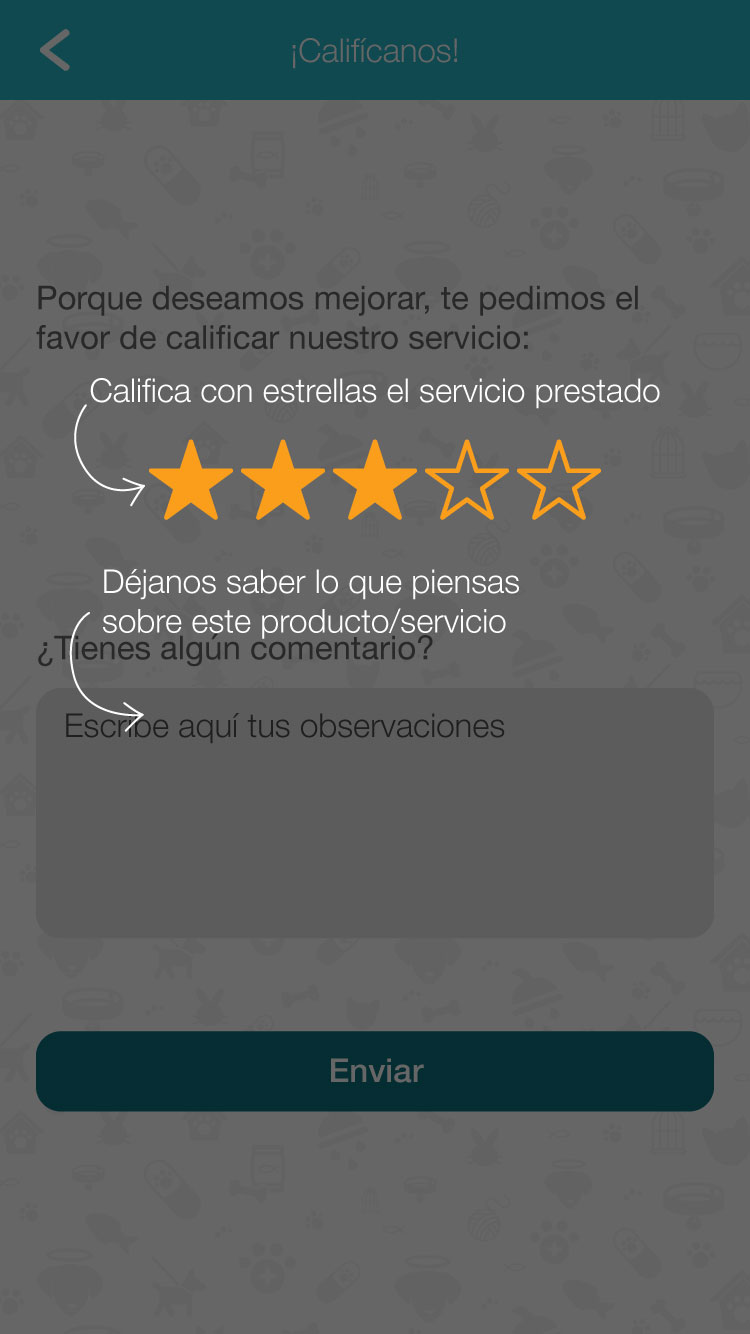 ¡Califícanos!
Porque deseamos mejorar, te pedimos el
favor de calificar nuestro servicio:
Califica con estrellas el servicio prestado
Déjanos saber lo que piensas
sobre este producto/servicio
¿Tienes algún comentario?
Escribe aquí tus observaciones
Enviar